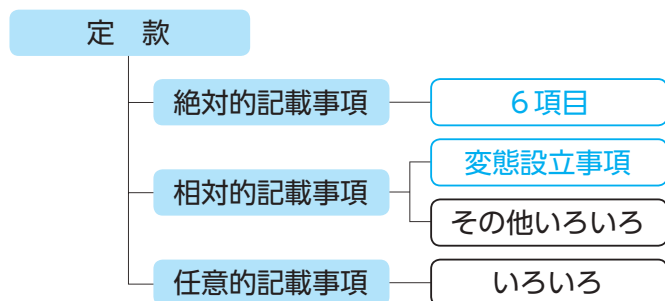 定　款
絶対的記載事項
６項目
相対的記載事項
変態設立事項
その他いろいろ
任意的記載事項
いろいろ